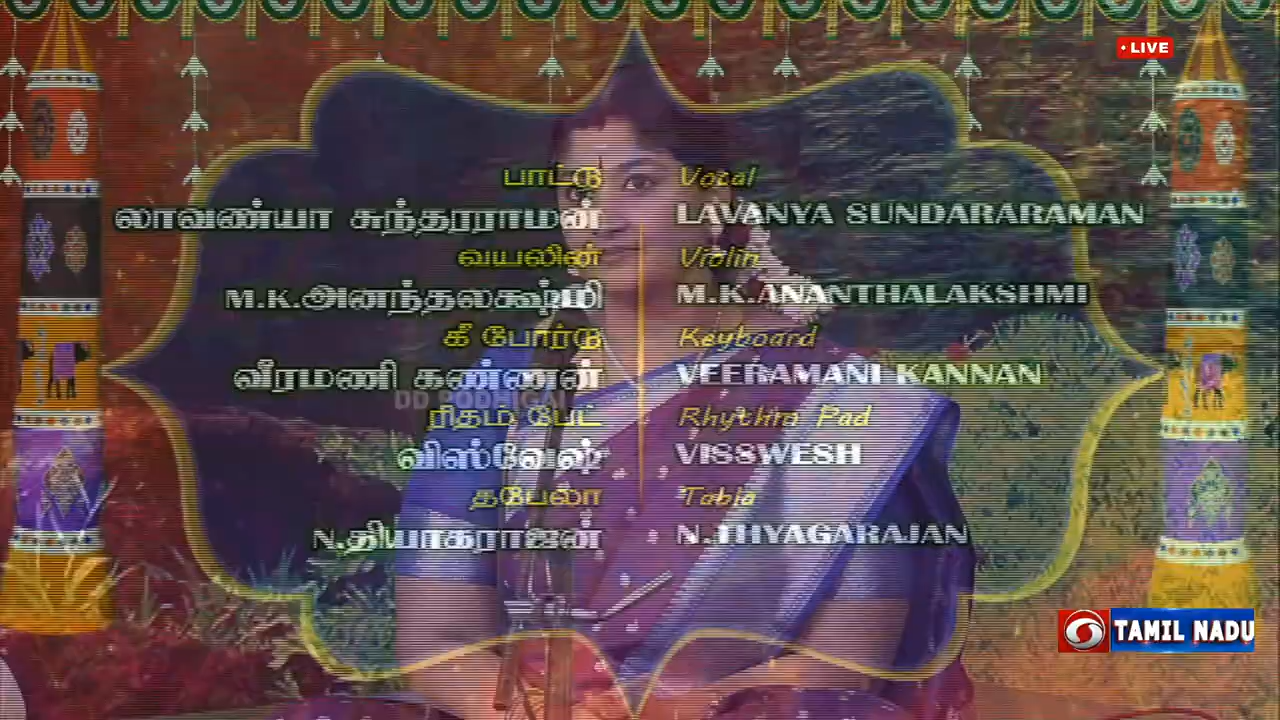 LIVE
பாட்டு Vocal
லாவண்யா சுந்தரராமன் LAVANYA SUNDARARAMAN
வயலின் Violin
M.K.அனந்தலக்ஷ்மி M.K.ANANTHALAKSHMI
கீ போர்டு Keyboard
வீரமணி கண்ணன் VEERAMANI KANNAN
DD PODHIGAI
ரிதம் பேட் Rhythm Pad
விஸ்வேஷ் VISSWESH
தபேலா Tabla
N.தியாகராஜன் N.THYAGARAJAN
TAMIL NADU